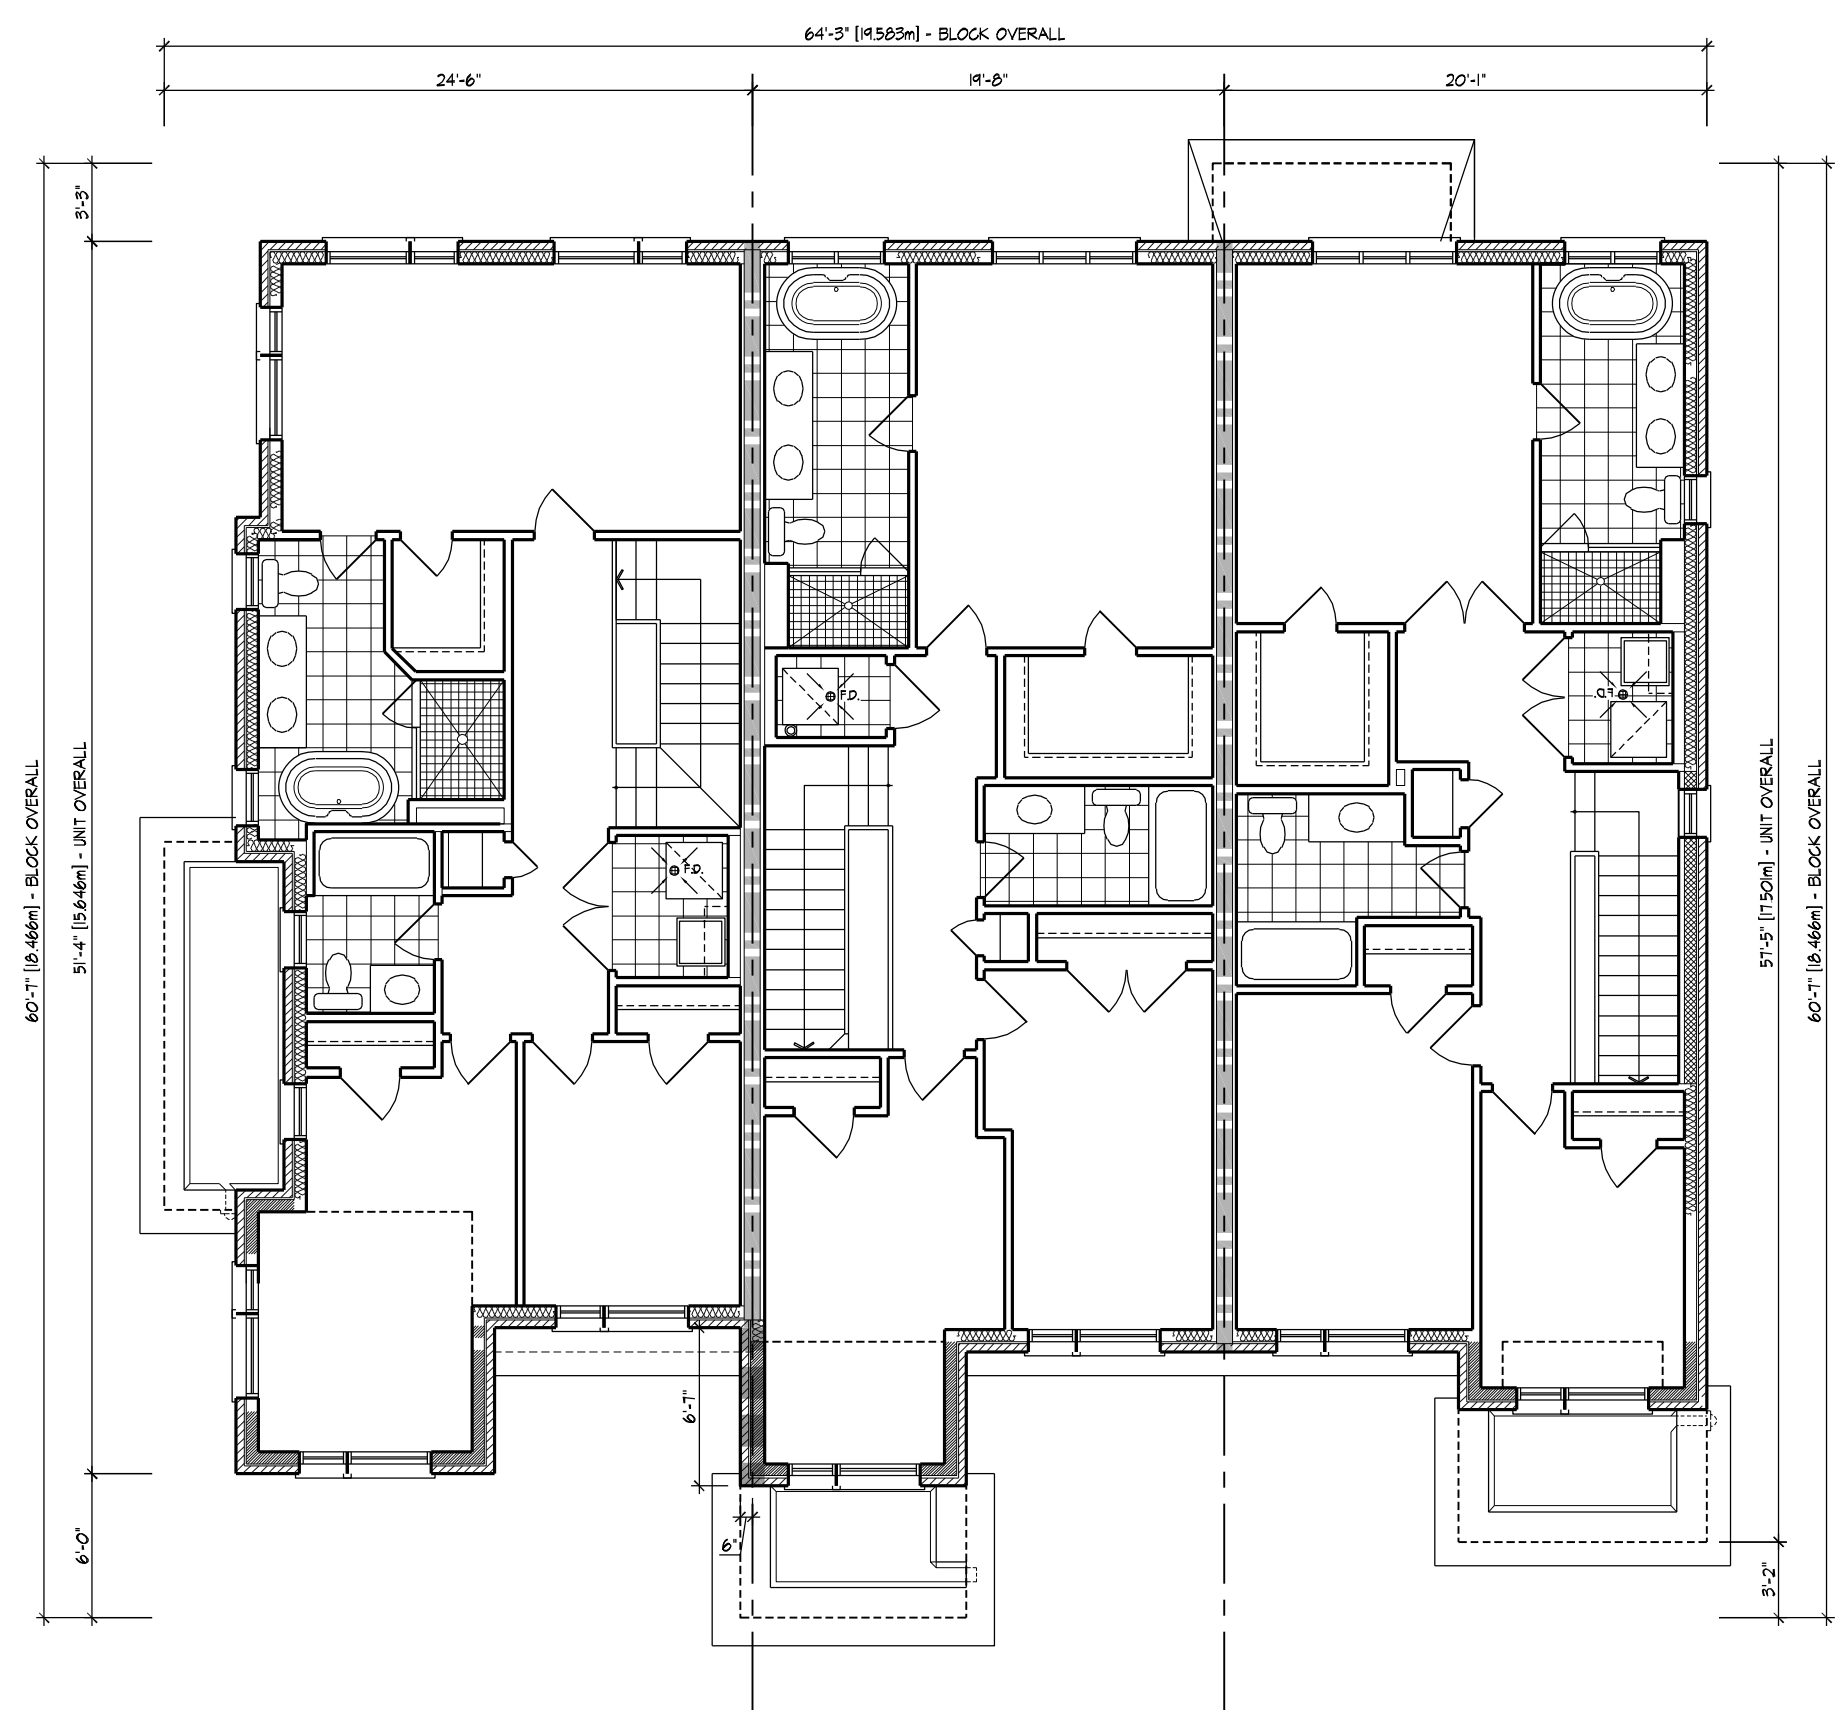 64'-3" [19.583m] - BLOCK OVERALL
24'-6"
19'-8"
20'-1"
3'-3"
60'-7" [18.466m] - BLOCK OVERALL
51'-4" [15.646m] - UNIT OVERALL
F.D.
F.D.
F.D.
57'-5" [17.501m] - UNIT OVERALL
60'-7" [18.466m] - BLOCK OVERALL
6'-7"
6"
6'-0"
3'-2"